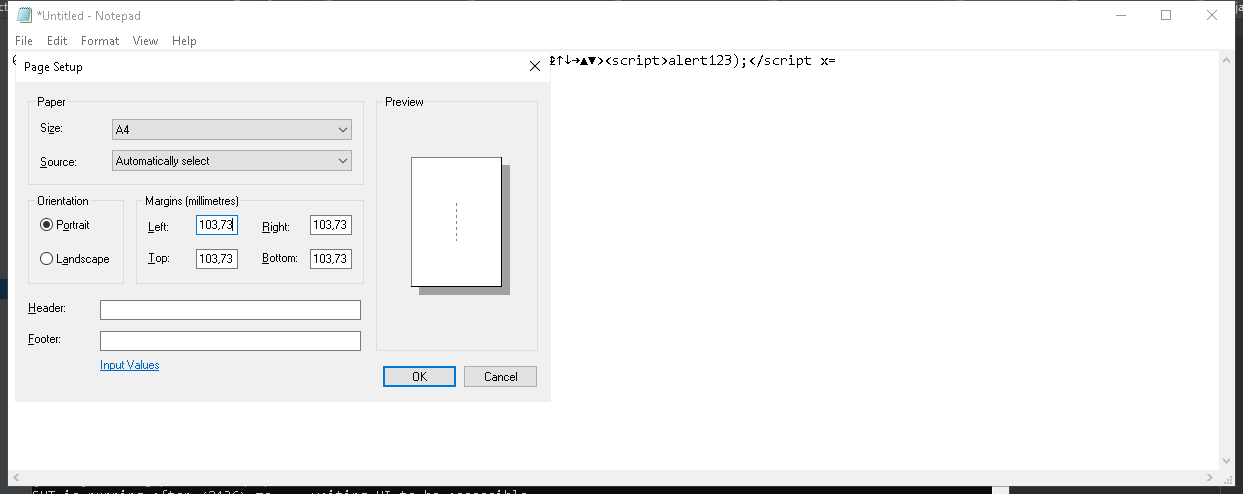 *Untitled - Notepad
File Edit Format View Help
↑↓→▲▼><script>alert123);</script x=
Page Setup
Paper
Size: A4
Source: Automatically select
Preview
Orientation
Portrait
Landscape
Margins (millimetres)
Left: 103,73 Right: 103,73
Top: 103,73 Bottom: 103,73
Header:
Footer:
Input Values
OK Cancel